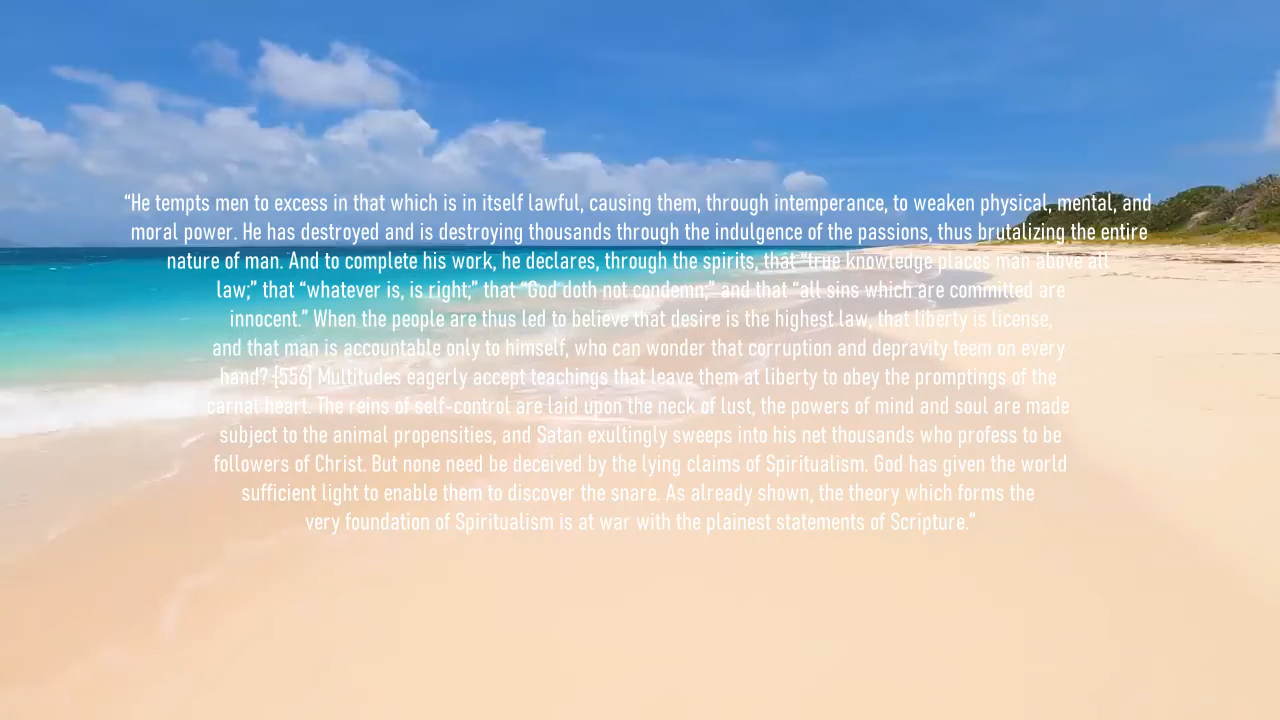 “He tempts men to excess in that which is in itself lawful, causing them, through intemperance, to weaken physical, mental, and
moral power. He has destroyed and is destroying thousands through the indulgence of the passions, thus brutalizing the entire
nature of man. And to complete his work, he declares, through the spirits, that “true knowledge places man above all
law;” that “whatever is, is right;” that “God doth not condemn;” and that “all sins which are committed are
innocent.” When the people are thus led to believe that desire is the highest law, that liberty is license,
and that man is accountable only to himself, who can wonder that corruption and depravity teem on every
hand? {556} Multitudes eagerly accept teachings that leave them at liberty to obey the promptings of the
carnal heart. The reins of self-control are laid upon the neck of lust, the powers of mind and soul are made
subject to the animal propensities, and Satan exultingly sweeps into his net thousands who profess to be
followers of Christ. But none need be deceived by the lying claims of Spiritualism. God has given the world
sufficient light to enable them to discover the snare. As already shown, the theory which forms the
very foundation of Spiritualism is at war with the plainest statements of Scripture.”